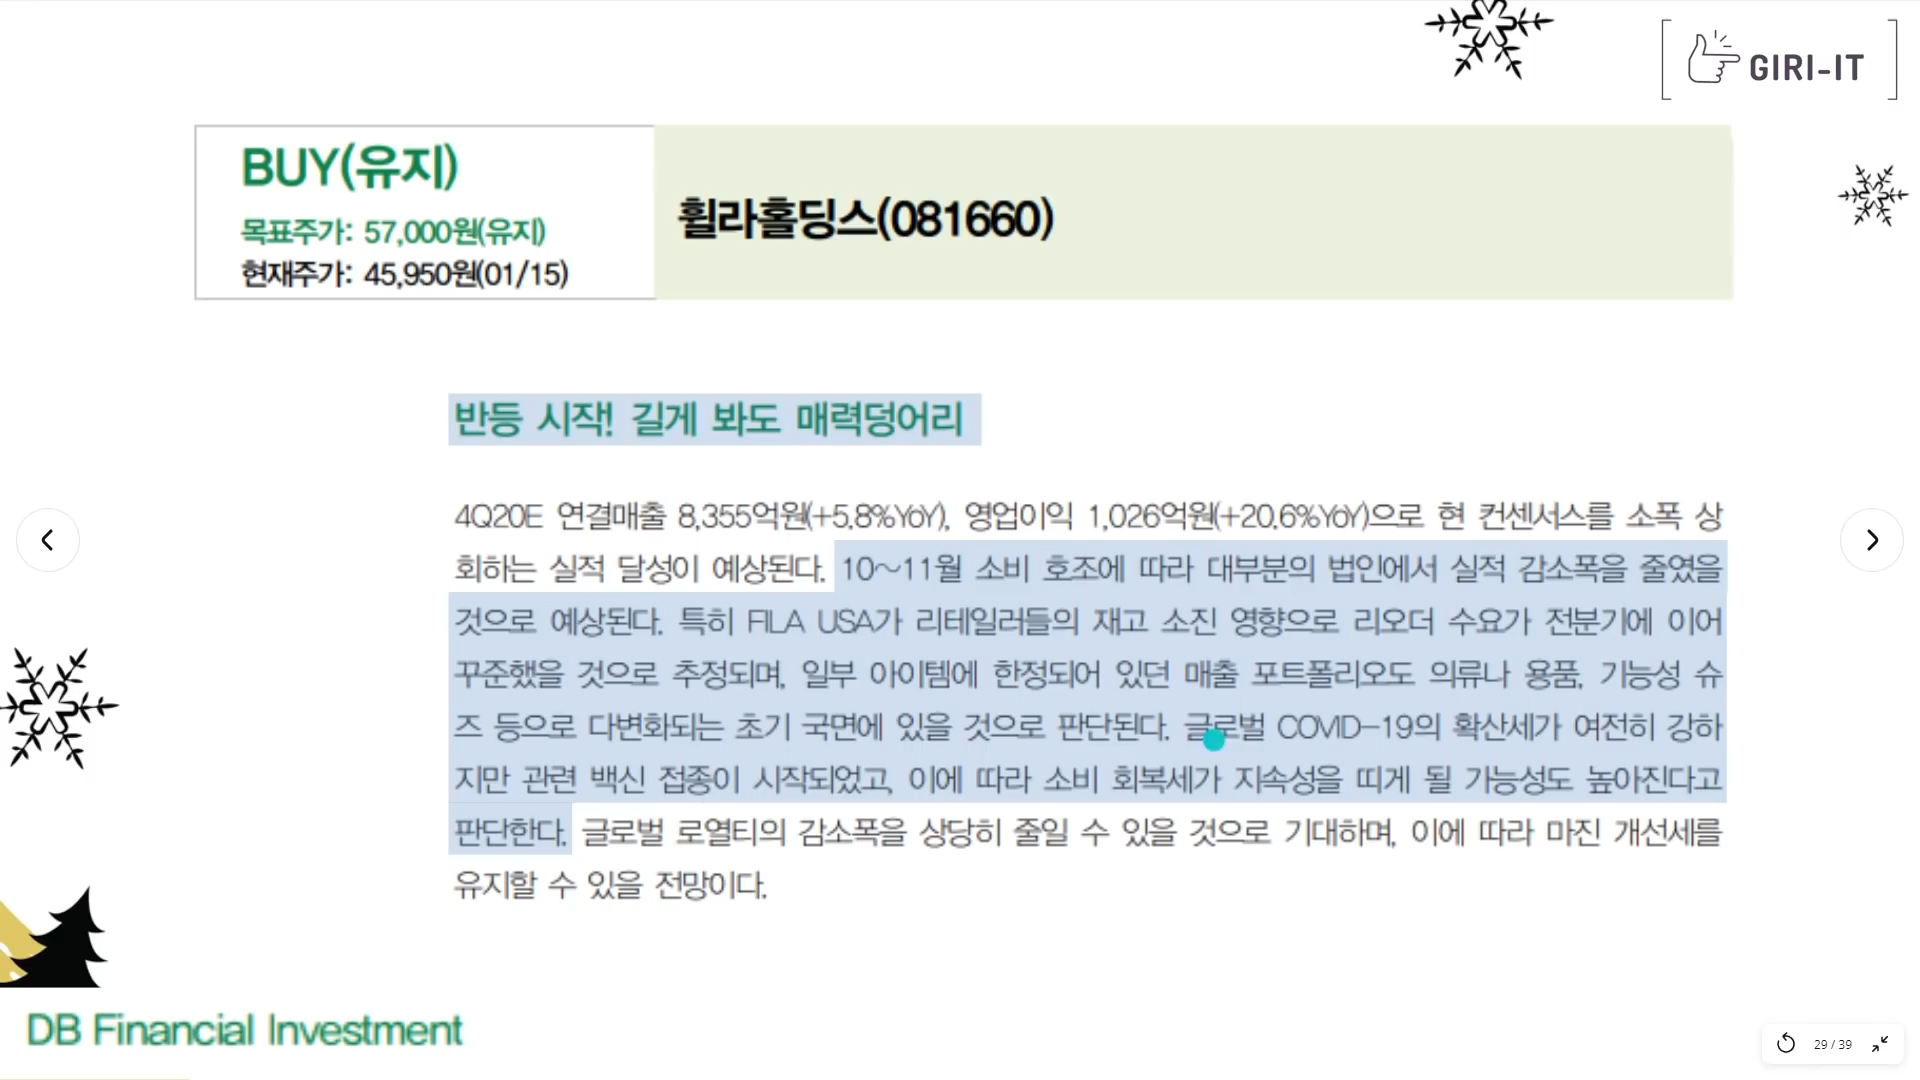 GIRI-IT
BUY(유지)
목표주가: 57,000원(유지)
현재주가: 45,950원(01/15)
휠라홀딩스(081660)
반등 시작! 길게 봐도 매력덩어리
4Q20E 연결매출 8,355억원(+5.8%YoY), 영업이익 1,026억원(+20.6%YoY)으로 현 컨센서스를 소폭 상
회하는 실적 달성이 예상된다. 10~11월 소비 호조에 따라 대부분의 법인에서 실적 감소폭을 줄였을
것으로 예상된다. 특히 FILA USA가 리테일러들의 재고 소진 영향으로 리오더 수요가 전분기에 이어
꾸준했을 것으로 추정되며, 일부 아이템에 한정되어 있던 매출 포트폴리오도 의류나 용품, 기능성 슈
즈 등으로 다변화되는 초기 국면에 있을 것으로 판단된다. 글로벌 COVID-19의 확산세가 여전히 강하
지만 관련 백신 접종이 시작되었고, 이에 따라 소비 회복세가 지속성을 띠게 될 가능성도 높아진다고
판단한다. 글로벌 로열티의 감소폭을 상당히 줄일 수 있을 것으로 기대하며, 이에 따라 마진 개선세를
유지할 수 있을 전망이다.
DB Financial Investment
29 / 39